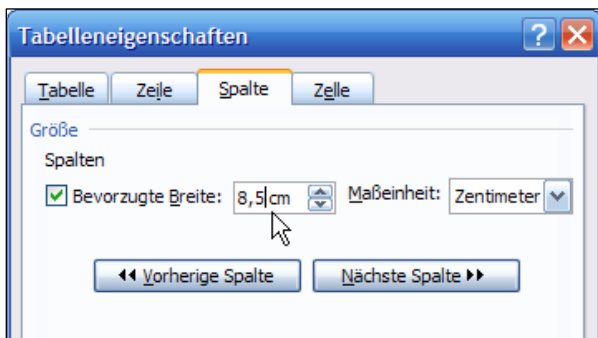 Tabelleneigenschaften
Tabelle Zeile Spalte Zelle
Größe
Spalten
Bevorzugte Breite: 8,5 cm Maßeinheit: Zentimeter
Vorherige Spalte Nächste Spalte